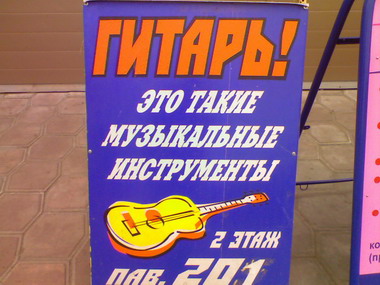 ГИТАРЫ!
ЭТО ТАКИЕ
МУЗЫКАЛЬНЫЕ
ИНСТРУМЕНТЫ
2 ЭТАЖ
ПАВ. 201